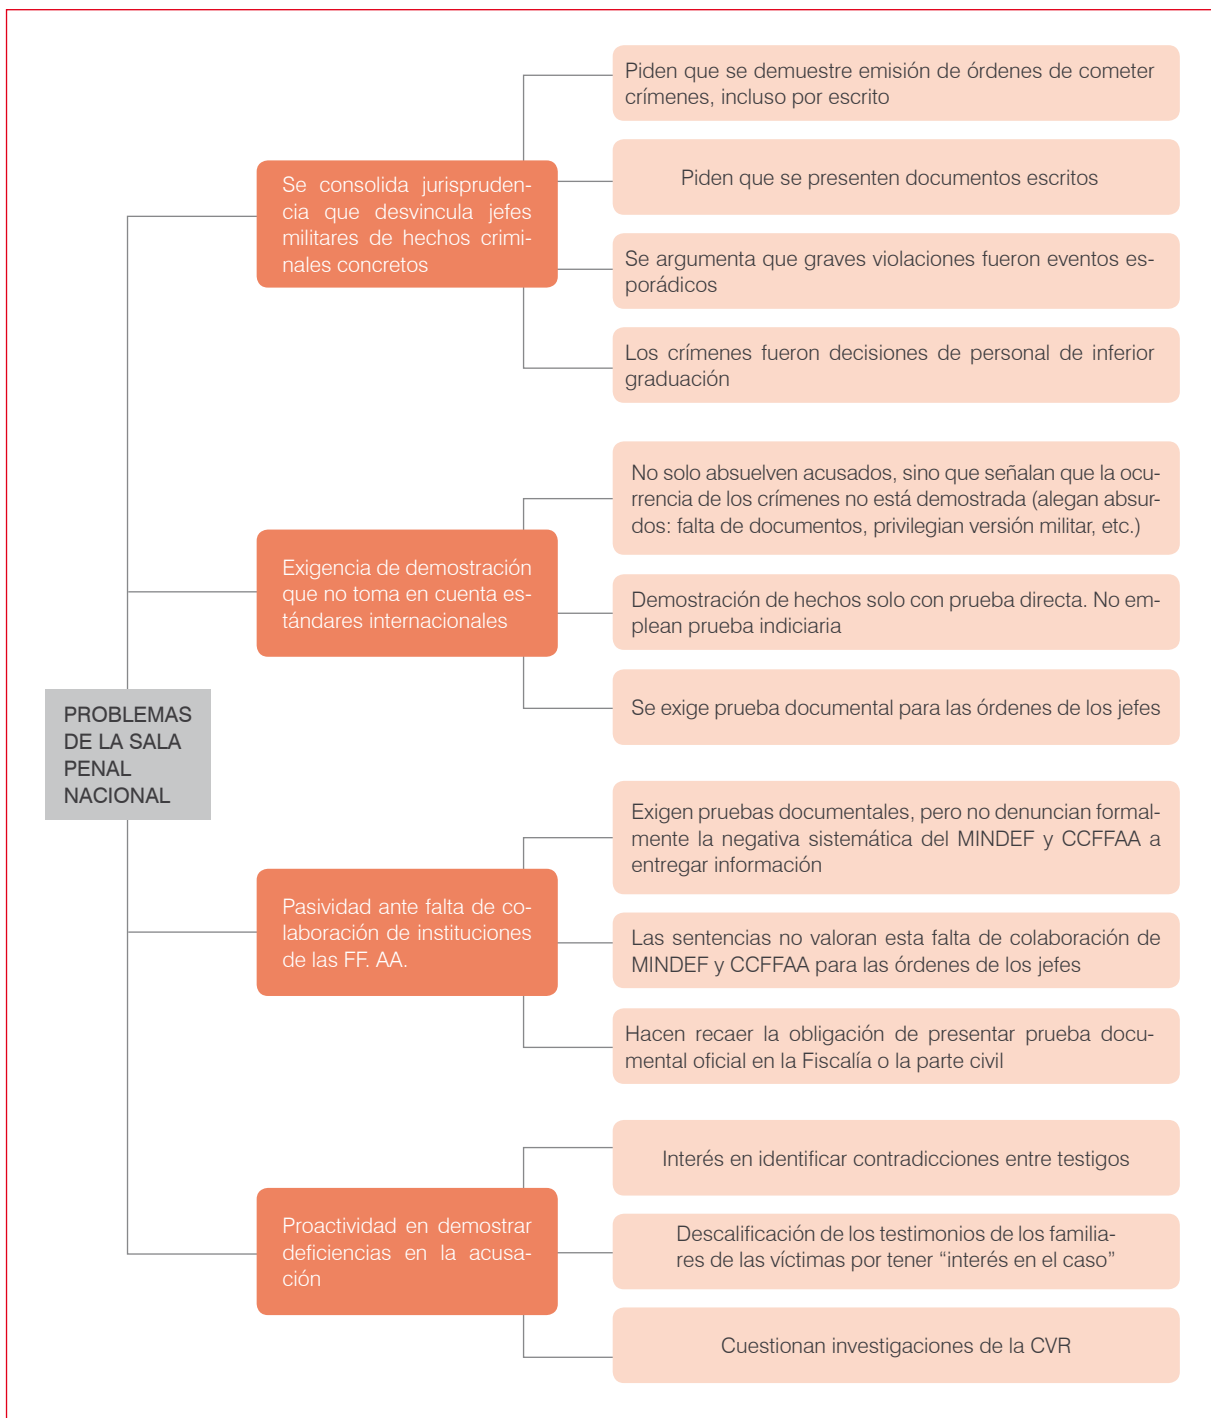 PROBLEMAS
DE LA SALA
PENAL
NACIONAL
Se consolida jurispruden-
cia que desvincula jefes
militares de hechos crimi-
nales concretos
Piden que se demuestre emisión de órdenes de cometer
crímenes, incluso por escrito
Piden que se presenten documentos escritos
Se argumenta que graves violaciones fueron eventos es-
porádicos
Los crímenes fueron decisiones de personal de inferior
graduación
Exigencia de demostración
que no toma en cuenta es-
tándares internacionales
No solo absuelven acusados, sino que señalan que la ocu-
rrencia de los crímenes no está demostrada (alegan absur-
dos: falta de documentos, privilegian versión militar, etc.)
Demostración de hechos solo con prueba directa. No em-
plean prueba indiciaria
Se exige prueba documental para las órdenes de los jefes
Pasividad ante falta de co-
laboración de instituciones
de las FF. AA.
Exigen pruebas documentales, pero no denuncian formal-
mente la negativa sistemática del MINDEF y CCFFAA a
entregar información
Las sentencias no valoran esta falta de colaboración de
MINDEF y CCFFAA para las órdenes de los jefes
Hacen recaer la obligación de presentar prueba docu-
mental oficial en la Fiscalía o la parte civil
Proactividad en demostrar
deficiencias en la acusa-
ción
Interés en identificar contradicciones entre testigos
Descalificación de los testimonios de los familia-
res de las víctimas por tener “interés en el caso”
Cuestionan investigaciones de la CVR